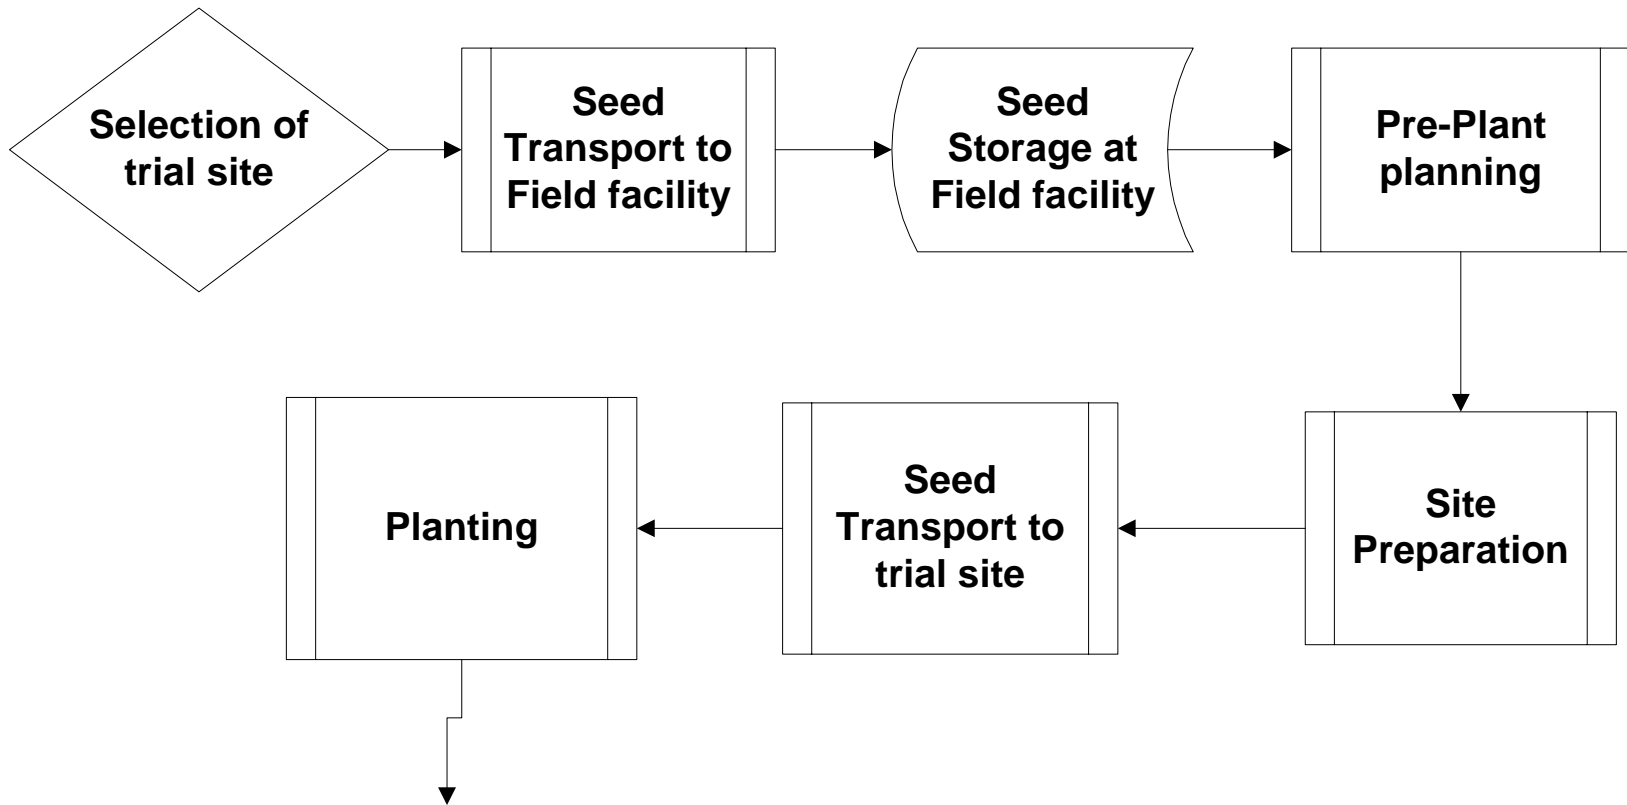 Selection of
trial site
Seed
Transport to
Field facility
Seed
Storage at
Field facility
Pre-Plant
planning
Planting
Seed
Transport to
trial site
Site
Preparation